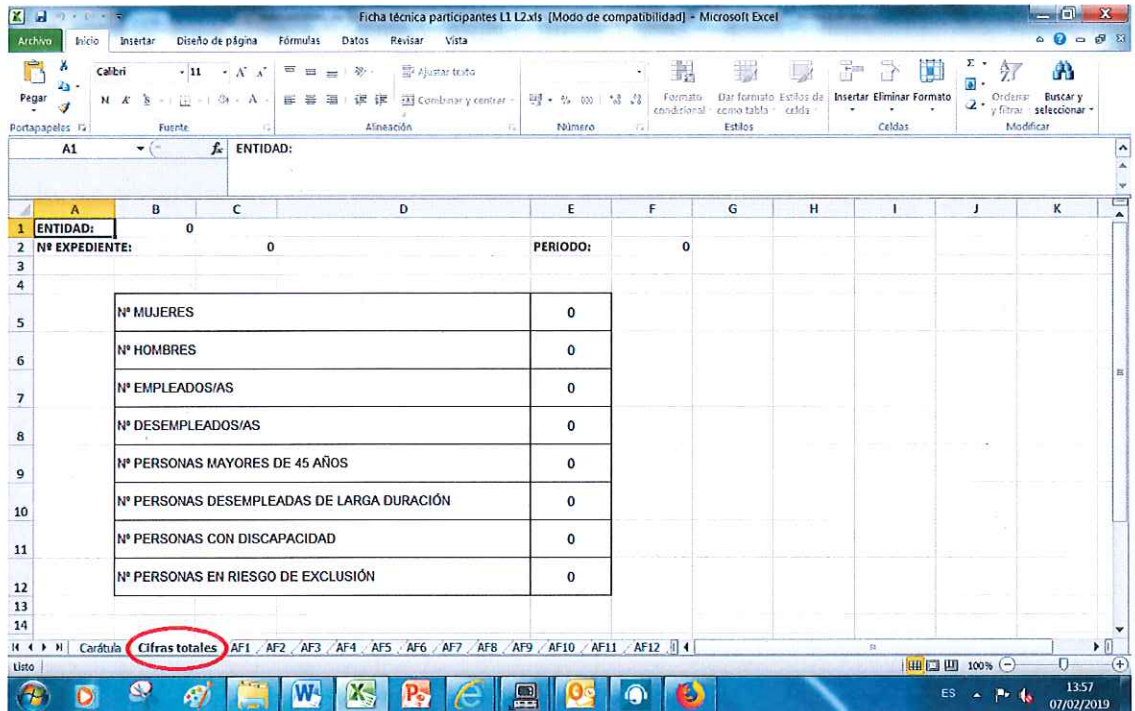 Ficha técnica participantes L1 L2.xls [Modo de compatibilidad] - Microsoft Excel
Archivo Inicio Insertar Diseño de página Fórmulas Datos Revisar Vista
Calibri 11 Ajustar texto
Pegar N K S Combinar y centrar % 000 Formato condicional Dar formato como tabla Estilos de celda Insertar Eliminar Formato Ordenar y filtrar Buscar y seleccionar
Portapapeles Fuente Alineación Número Estilos Celdas Modificar
A1 fx ENTIDAD:
A B C D E F G H I J K
1 ENTIDAD: 0
2 Nº EXPEDIENTE: 0 PERIODO: 0
3
4
5 Nº MUJERES 0
6 Nº HOMBRES 0
7 Nº EMPLEADOS/AS 0
8 Nº DESEMPLEADOS/AS 0
9 Nº PERSONAS MAYORES DE 45 AÑOS 0
10 Nº PERSONAS DESEMPLEADAS DE LARGA DURACIÓN 0
11 Nº PERSONAS CON DISCAPACIDAD 0
12 Nº PERSONAS EN RIESGO DE EXCLUSIÓN 0
13
14
Carátula Cifras totales AF1 AF2 AF3 AF4 AF5 AF6 AF7 AF8 AF9 AF10 AF11 AF12
Listo 100%
ES 13:57
07/02/2019